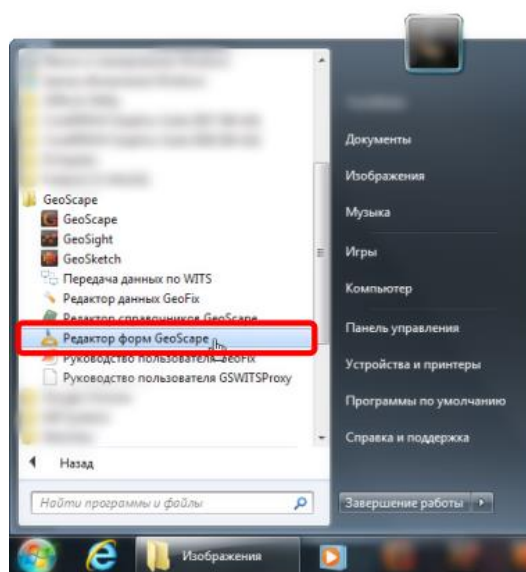 GeoScape
GeoScape
GeoSight
GeoSketch
Передача данных по WITS
Редактор данных GeoFix
Редактор справочников GeoScape
Редактор форм GeoScape
Руководство пользователя GeoFix
Руководство пользователя GSWITSProxy
Назад
Найти программы и файлы
Документы
Изображения
Музыка
Игры
Компьютер
Панель управления
Устройства и принтеры
Программы по умолчанию
Справка и поддержка
Завершение работы
Изображения